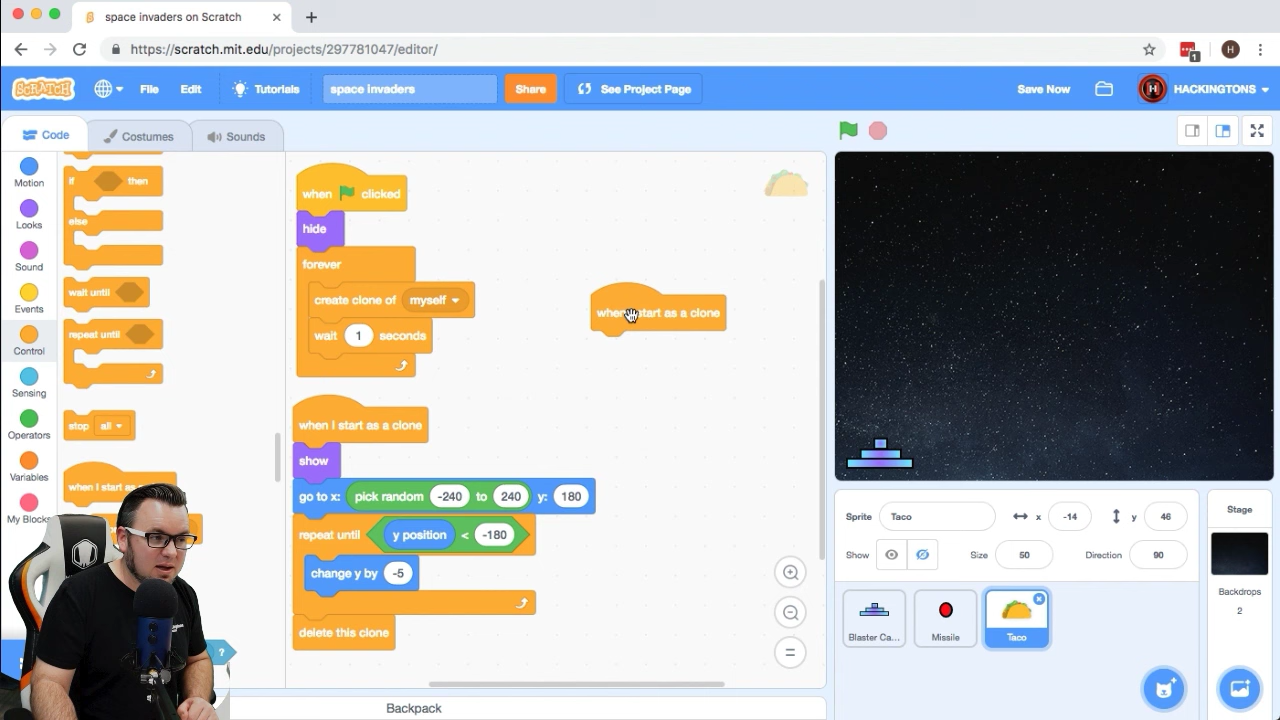 space invaders on Scratch
https://scratch.mit.edu/projects/297781047/editor/
1
H
SCRATCH
File
Edit
Tutorials
space invaders
Share
See Project Page
Save Now
H
HACKINGTONS
Code
Costumes
Sounds
Motion
Looks
Sound
Events
Control
Sensing
Operators
Variables
My Blocks
if then
else
wait until
repeat until
stop all
when I start as
when clicked
hide
forever
create clone of myself
wait 1 seconds
when I start as a clone
show
go to x: pick random -240 to 240 y: 180
repeat until y position < -180
change y by -5
delete this clone
when start as a clone
?
Backpack
Sprite Taco x -14 y 46
Show Size 50 Direction 90
Blaster Ca...
Missile
Taco
Stage
Backdrops
2